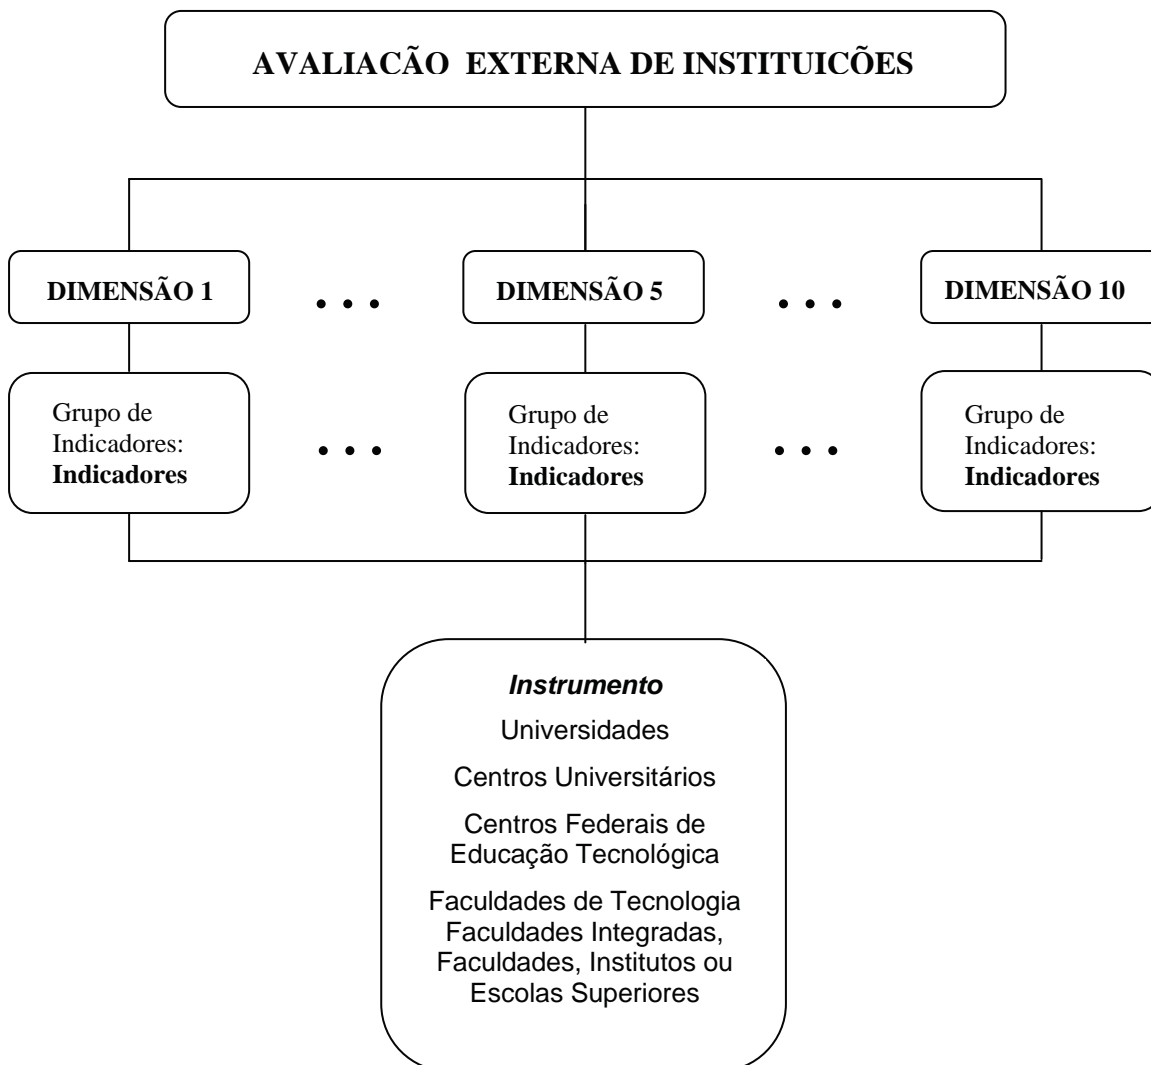 AVALIACÃO EXTERNA DE INSTITUICÕES
DIMENSÃO 1
• • •
DIMENSÃO 5
• • •
DIMENSÃO 10
Grupo de
Indicadores:
Indicadores
• • •
Grupo de
Indicadores:
Indicadores
• • •
Grupo de
Indicadores:
Indicadores
Instrumento
Universidades
Centros Universitários
Centros Federais de
Educação Tecnológica
Faculdades de Tecnologia
Faculdades Integradas,
Faculdades, Institutos ou
Escolas Superiores